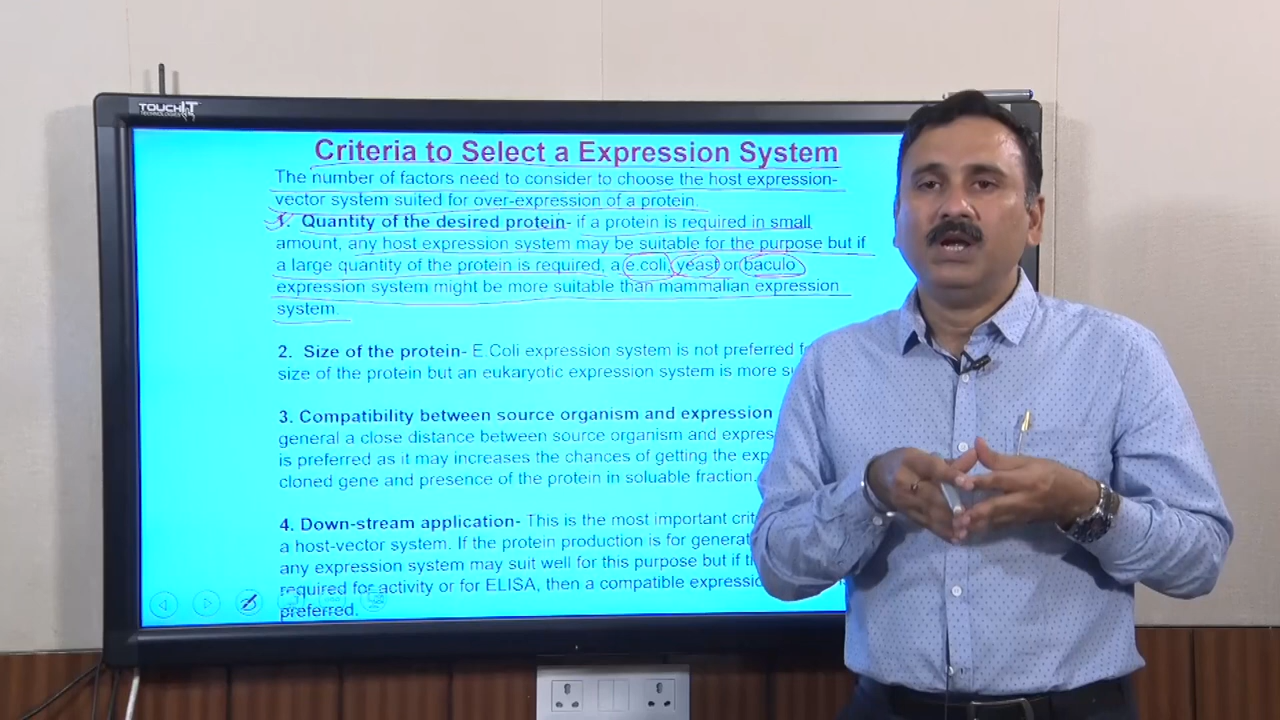 TOUCHIT
TECHNOLOGIES
Criteria to Select a Expression System
The number of factors need to consider to choose the host expression-
vector system suited for over-expression of a protein.
1. Quantity of the desired protein- if a protein is required in small
amount, any host expression system may be suitable for the purpose but if
a large quantity of the protein is required, a e.coli, yeast or baculo
expression system might be more suitable than mammalian expression
system.
2. Size of the protein- E.Coli expression system is not preferred
size of the protein but an eukaryotic expression system is more
3. Compatibility between source organism and expression
general a close distance between source organism and
is preferred as it may increases the chances of getting the
cloned gene and presence of the protein in soluable fraction.
4. Down-stream application- This is the most important
a host-vector system. If the protein production is for
any expression system may suit well for this purpose but if
required for activity or for ELISA, then a compatible
preferred.